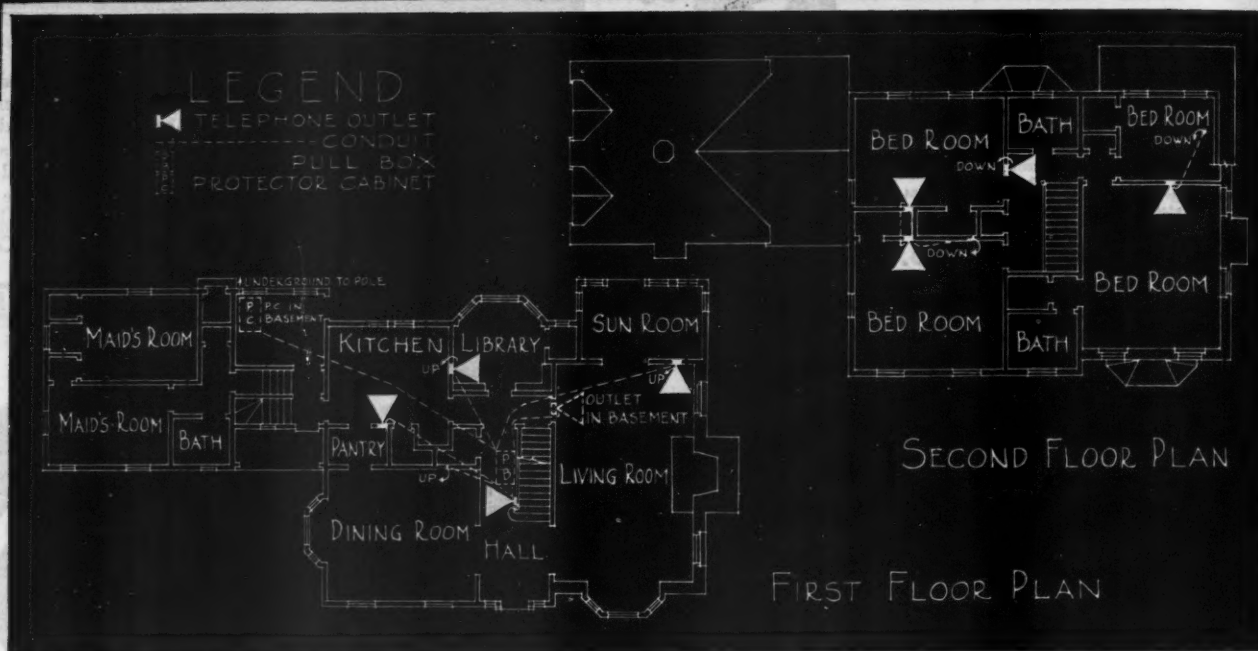 LEGEND
TELEPHONE OUTLET
CONDUIT
PULL BOX
PROTECTOR CABINET
UNDERGROUND TO POLE
P
C
P.C. IN
BASEMENT
MAID'S ROOM
MAID'S ROOM
BATH
KITCHEN
LIBRARY
UP
SUN ROOM
UP
OUTLET
IN BASEMENT
PANTRY
UP
P
B
LIVING ROOM
DINING ROOM
HALL
FIRST FLOOR PLAN
BED ROOM
BATH
BED ROOM
DOWN
DOWN
DOWN
BED ROOM
BED ROOM
BATH
SECOND FLOOR PLAN